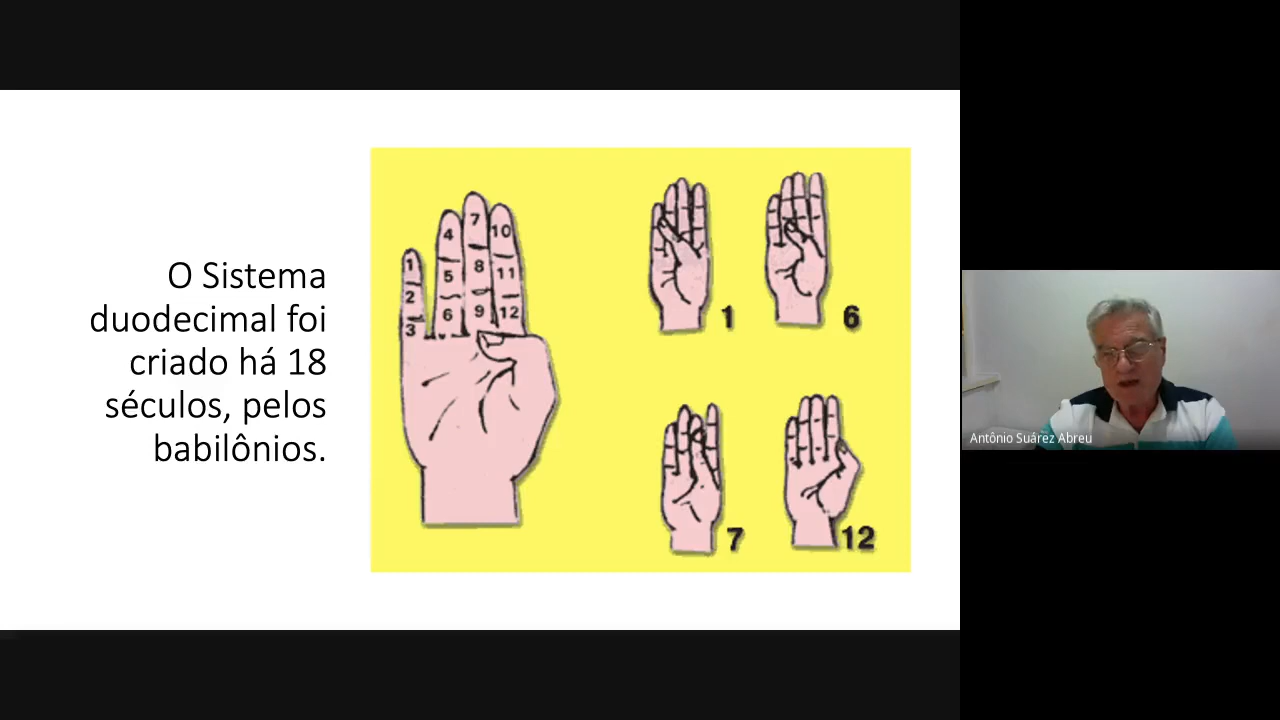 O Sistema
duodecimal foi
criado há 18
séculos, pelos
babilônios.
1
2
3
4
5
6
7
8
9
10
11
12
1
6
7
12
Antônio Suárez Abreu